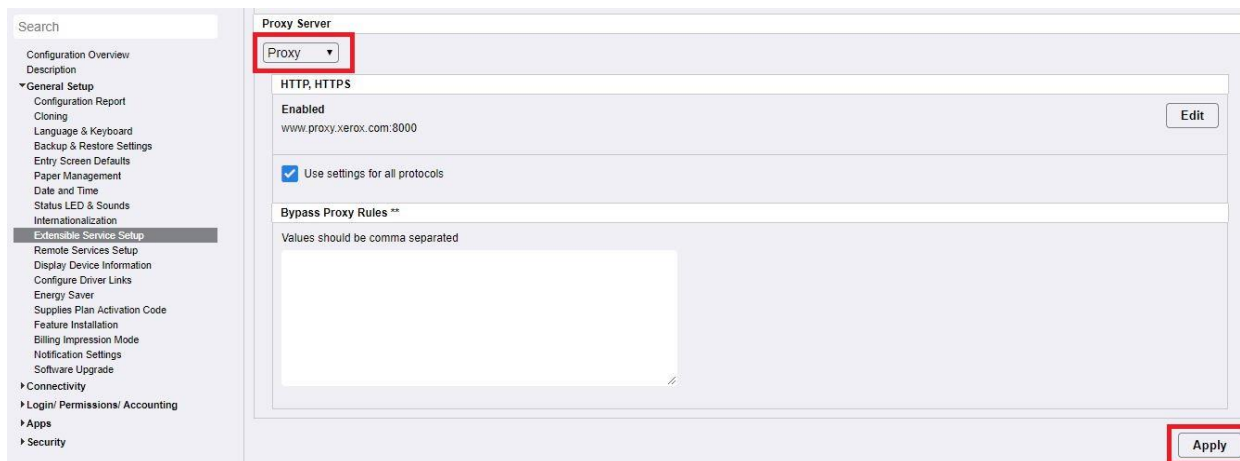 Search
Configuration Overview
Description
General Setup
Configuration Report
Cloning
Language & Keyboard
Backup & Restore Settings
Entry Screen Defaults
Paper Management
Date and Time
Status LED & Sounds
Internationalization
Extensible Service Setup
Remote Services Setup
Display Device Information
Configure Driver Links
Energy Saver
Supplies Plan Activation Code
Feature Installation
Billing Impression Mode
Notification Settings
Software Upgrade
Connectivity
Login/ Permissions/ Accounting
Apps
Security
Proxy Server
Proxy
HTTP, HTTPS
Enabled
www.proxy.xerox.com:8000
Edit
Use settings for all protocols
Bypass Proxy Rules **
Values should be comma separated
Apply